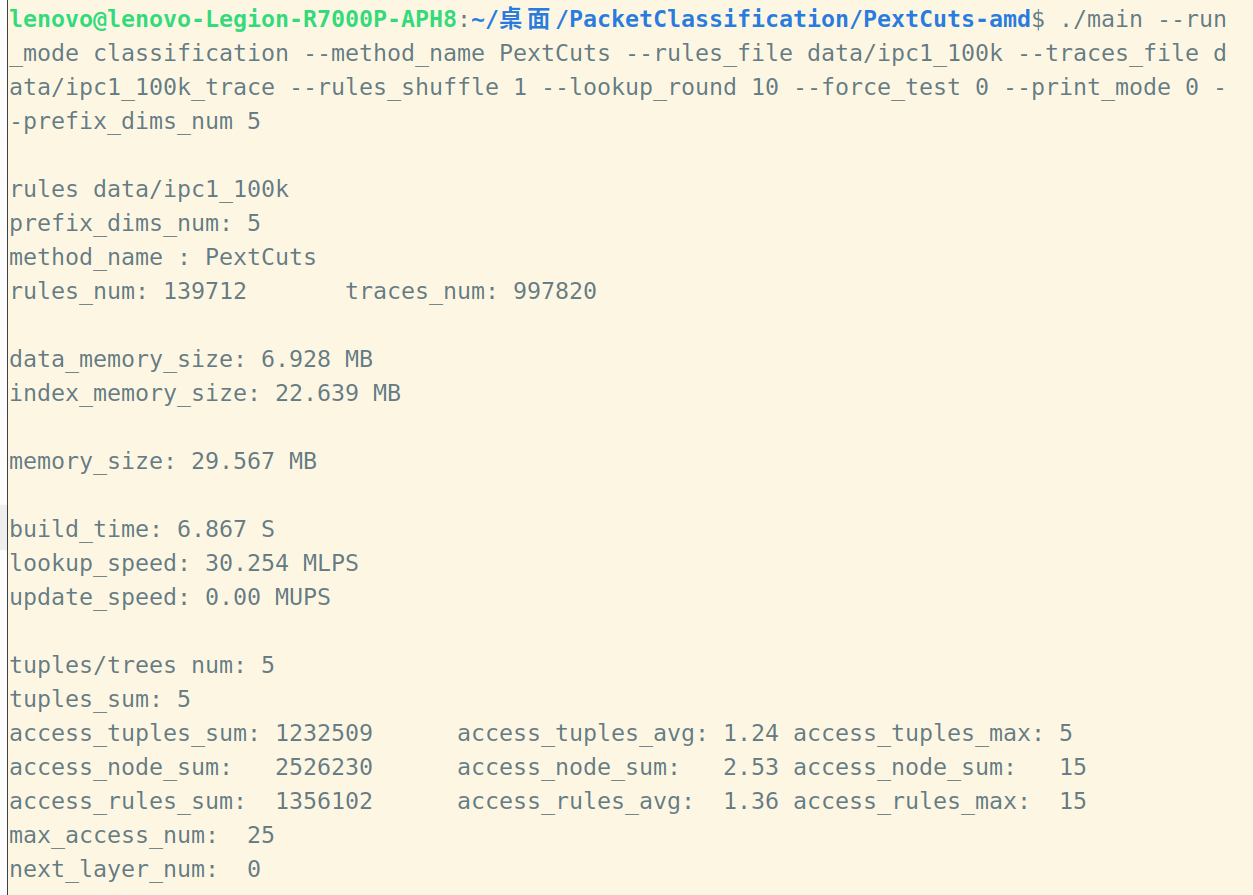 lenovo@lenovo-Legion-R7000P-APH8:~/桌面/PacketClassification/PextCuts-amd$ ./main --run
_mode classification --method_name PextCuts --rules_file data/ipc1_100k --traces_file d
ata/ipc1_100k_trace --rules_shuffle 1 --lookup_round 10 --force_test 0 --print_mode 0 -
-prefix_dims_num 5
rules data/ipc1_100k
prefix_dims_num: 5
method_name : PextCuts
rules_num: 139712 traces_num: 997820
data_memory_size: 6.928 MB
index_memory_size: 22.639 MB
memory_size: 29.567 MB
build_time: 6.867 S
lookup_speed: 30.254 MLPS
update_speed: 0.00 MUPS
tuples/trees num: 5
tuples_sum: 5
access_tuples_sum: 1232509 access_tuples_avg: 1.24 access_tuples_max: 5
access_node_sum: 2526230 access_node_sum: 2.53 access_node_sum: 15
access_rules_sum: 1356102 access_rules_avg: 1.36 access_rules_max: 15
max_access_num: 25
next_layer_num: 0